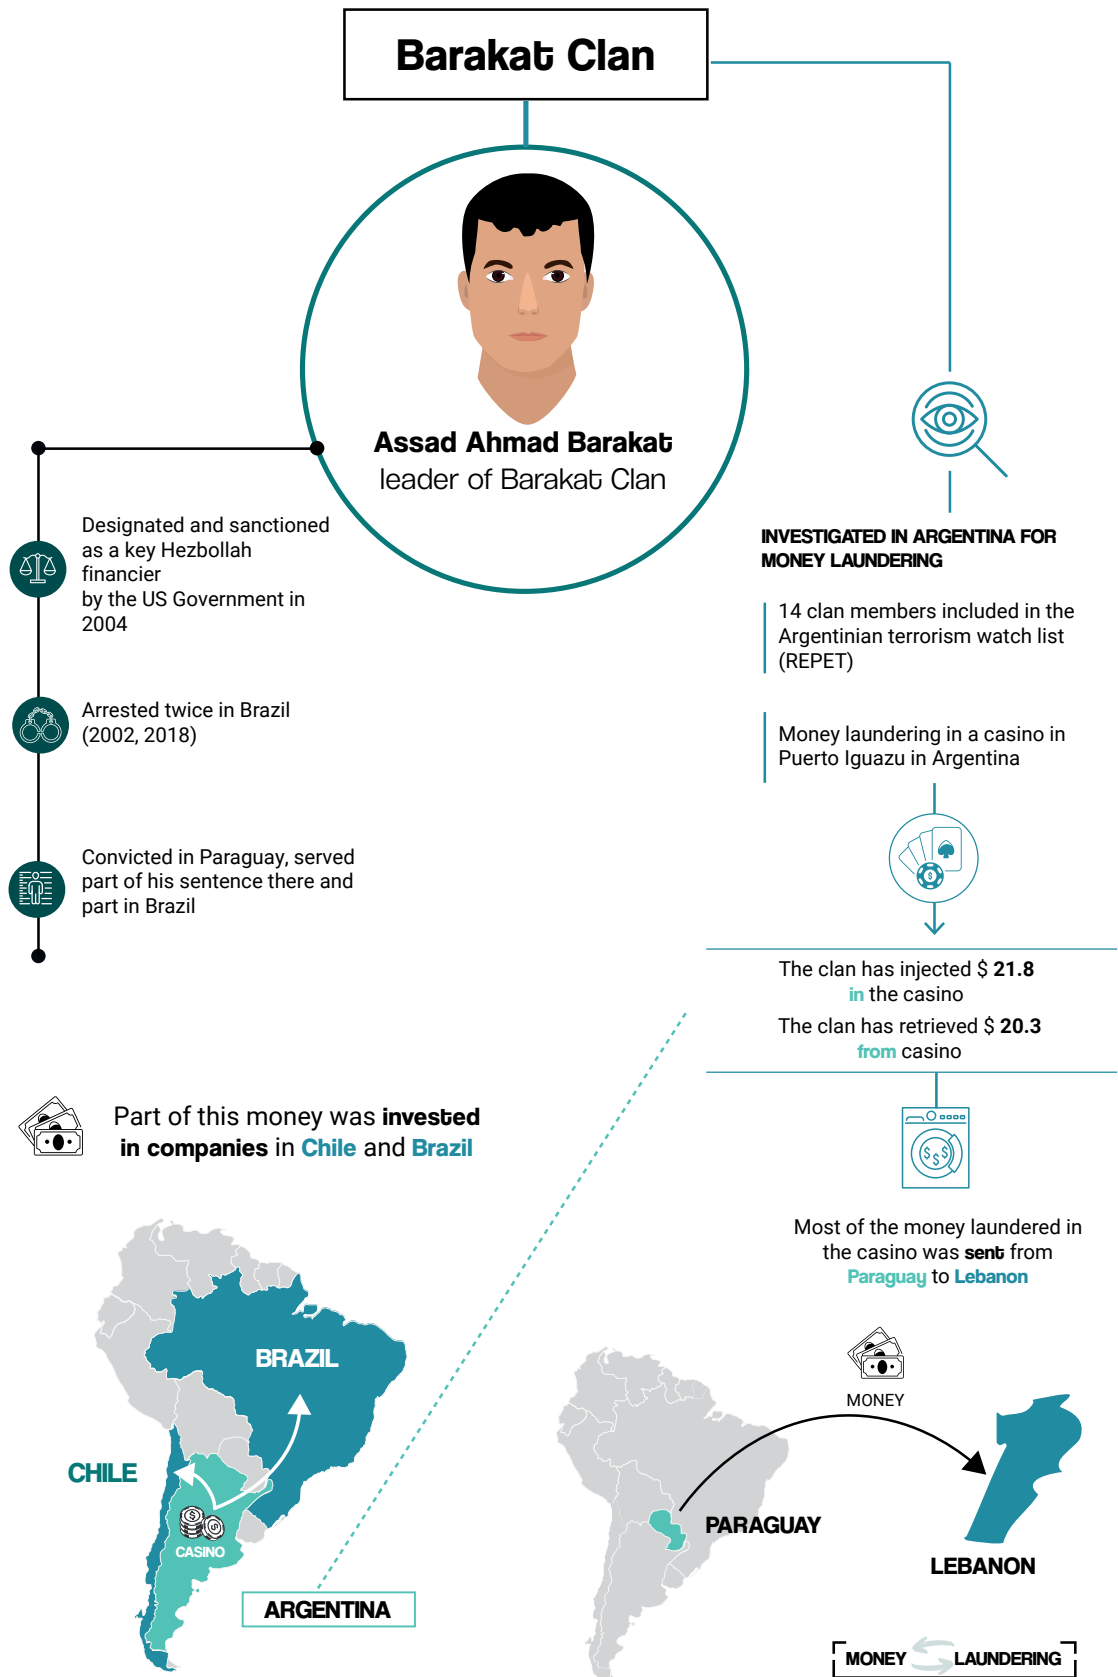 Barakat Clan
Assad Ahmad Barakat
leader of Barakat Clan
Designated and sanctioned
as a key Hezbollah
financier
by the US Government in
2004
Arrested twice in Brazil
(2002, 2018)
Convicted in Paraguay, served
part of his sentence there and
part in Brazil
INVESTIGATED IN ARGENTINA FOR
MONEY LAUNDERING
14 clan members included in the
Argentinian terrorism watch list
(REPET)
Money laundering in a casino in
Puerto Iguazu in Argentina
$
The clan has injected $ 21.8
in the casino
The clan has retrieved $ 20.3
from casino
$ $ $
Most of the money laundered in
the casino was sent from
Paraguay to Lebanon
Part of this money was invested
in companies in Chile and Brazil
BRAZIL
CHILE
$ $
CASINO
ARGENTINA
MONEY
PARAGUAY
LEBANON
MONEY LAUNDERING